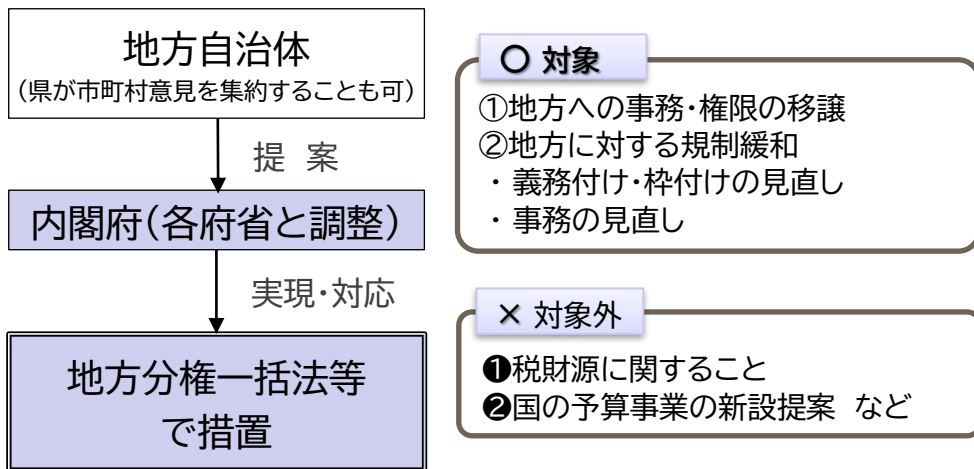 地方自治体
（県が市町村意見を集約することも可）
提 案
内閣府（各府省と調整）
実現・対応
地方分権一括法等
で措置
〇 対象
①地方への事務・権限の移譲
②地方に対する規制緩和
・ 義務付け・枠付けの見直し
・ 事務の見直し
× 対象外
❶税財源に関すること
❷国の予算事業の新設提案 など